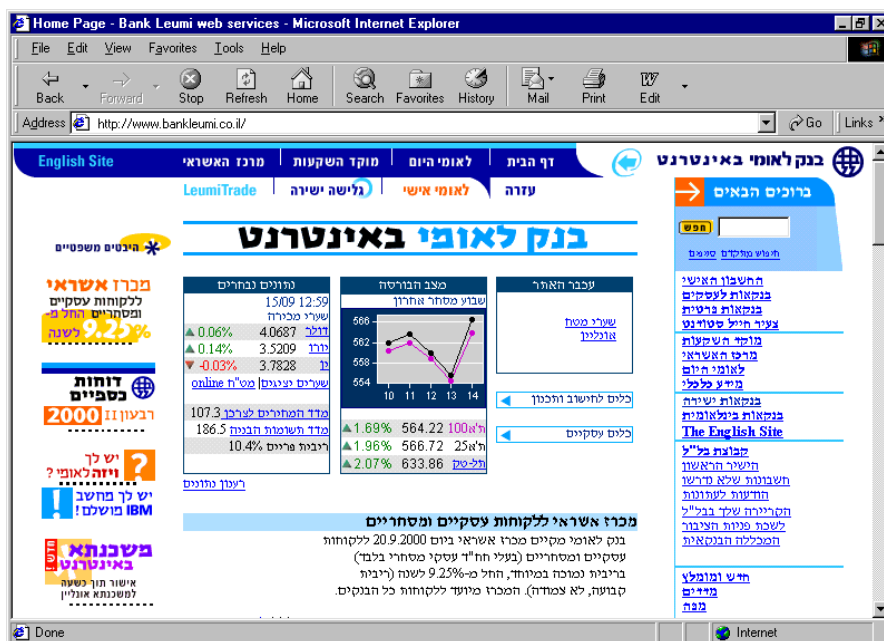 Home Page - Bank Leumi web services - Microsoft Internet Explorer
File Edit View Favorites Tools Help
Back Forward Stop Refresh Home Search Favorites History Mail Print Edit
Address http://www.bankleumi.co.il/ Go Links
בנק לאומי באינטרנט
דף הבית לאומי היום מוקד השקעות מרכז האשראי English Site
עזרה לאומי אישי גלישה ישירה LeumiTrade
ברוכים הבאים
חפש
חיפוש מתקדם סיוםים
החשבון האישי
בנקאות לעסקים
בנקאות פרטית
צעיר חייל סטודנט
מוקד השקעות
מרכז האשראי
לאומי היום
מידע כלכלי
בנקאות ישירה
בנקאות בינלאומית
The English Site
קבוצת בל"ל
הישיר הראשון
חשבונות שלא נדרשו
הודעות לעתונות
הקריירה שלך בבל"ל
לשכת פניות הציבור
המכללה הבנקאית
חדש ומומלץ
מדדים
מפה
בנק לאומי באינטרנט
עכבר האתר
שערי מטח
אונליין
כלים לחישוב ותכנון
כלים עסקיים
מצב הבורסה
שבוע מסחר אחרון
566
562
558
554
10 11 12 13 14
ת'א100 564.22 1.69%
ת'א25 566.72 1.96%
תל-טק 633.86 2.07%
נתונים נבחרים
15/09 12:59
שערי מכירה
דולר 4.0687 0.06%
יורו 3.5209 0.14%
ין 3.7828 -0.03%
שערים יציגים| מט"ח online
מדד המחירים לצרכן 107.3
מדד תשומות הבניה 186.5
ריבית פריים 10.4%
רענון נתונים
מרכז אשראי ללקוחות עסקיים ומסחריים
בנק לאומי מקיים מכרז אשראי ביום 20.9.2000 ללקוחות
עסקיים ומסחריים (בעלי חח"ד עסקי מסחרי בלבד)
בריבית נמוכה במיוחד, החל מ-9.25% לשנה (ריבית
קבועה, לא צמודה). המכרז מיועד ללקוחות כל הבנקים.
היבטים משפטיים
מכרז אשראי
ללקוחות עסקיים
ומסחריים החל מ-
9.25% לשנה
דוחות
כספיים
רבעון II 2000
יש לך
ויזה לאומי?
יש לך מחשב
IBM מושלם!
חדש!
משכנתא
באינטרנט
אישור תוך כשעה
למשכנתא אונליין
Done Internet